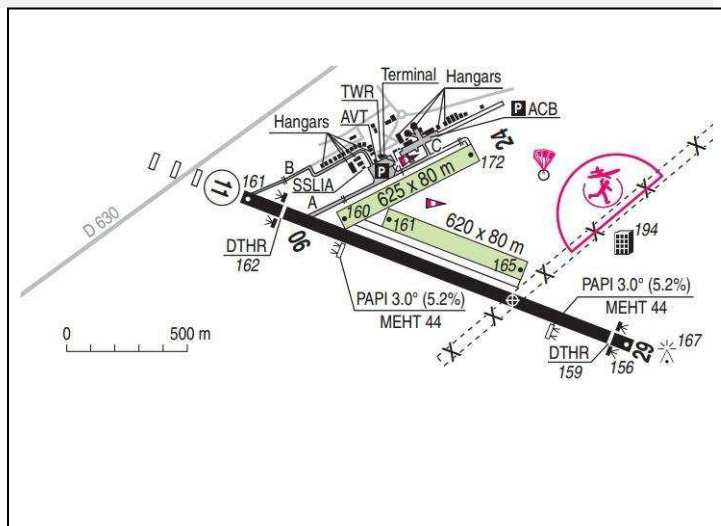 Terminal
Hangars
TWR
P ACB
AVT
Hangars
24
C
P
172
B
SSLIA
11
161
A
625 x 80 m
D 630
160
161
620 x 80 m
194
06
DTHR
162
165
PAPI 3.0° (5.2%)
MEHT 44
PAPI 3.0° (5.2%)
MEHT 44
0
500 m
DTHR
159
156
29
167